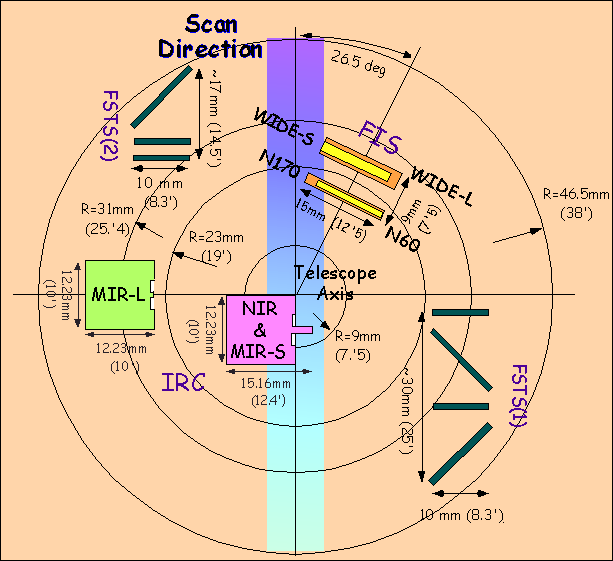 Scan
Direction
26.5 deg
~17mm (14.5')
FSTS(2)
WIDE-S
FIS
N170
WIDE-L
10 mm
(8.3')
15mm (12'.5)
9mm
(7'.5)
N60
R=46.5mm
(38')
R=31mm
(25.'4)
R=23mm
(19')
Telescope
Axis
12.23mm
(10')
MIR-L
12.23mm
(10')
NIR
&
MIR-S
R=9mm
(7.'5)
12.23mm
(10')
IRC
15.16mm
(12.4')
~30mm (25')
FSTS(1)
10 mm (8.3')